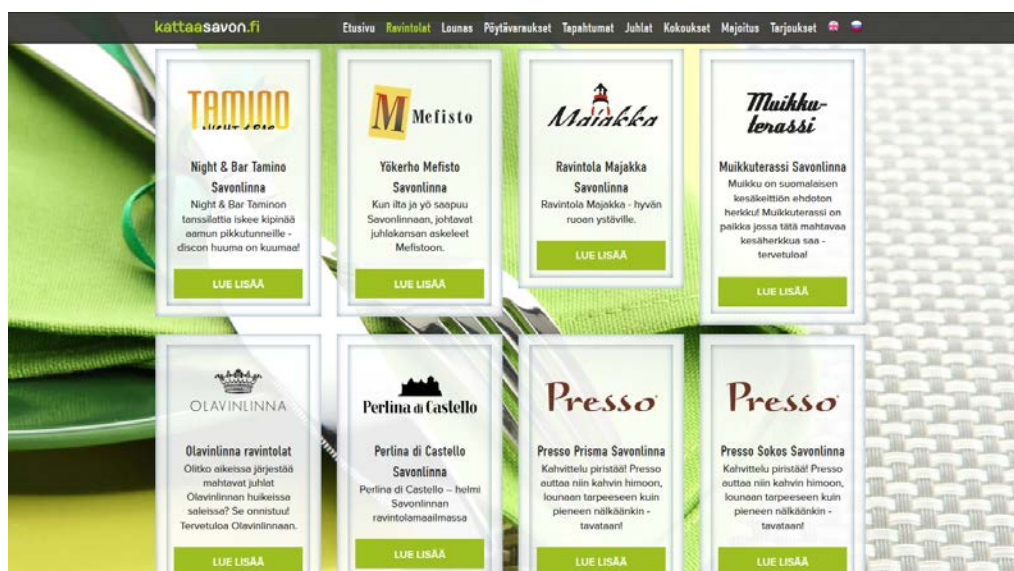 kattaasavon.fi
Etusivu Ravintolat Lounas Pöytävaraukset Tapahtumat Juhlat Kokoukset Majoitus Tarjoukset
TAMINO
NIGHT & BAR
Night & Bar Tamino
Savonlinna
Night & Bar Taminon
tanssilattia iskee kipinää
aamun pikkutunneille -
discon huuma on kuumaa!
LUE LISÄÄ
M Mefisto
Yökerho Mefisto
Savonlinna
Kun ilta ja yö saapuu
Savonlinnaan, johtavat
juhlakansan askeleet
Mefistoon.
LUE LISÄÄ
Majakka
Ravintola Majakka
Savonlinna
Ravintola Majakka - hyvän
ruoan ystäville.
LUE LISÄÄ
Muikku-
terassi
Muikkuterassi Savonlinna
Muikku on suomalaisen
kesäkeittiön ehdoton
herkku! Muikkuterassi on
paikka jossa tätä mahtavaa
kesäherkkua saa -
tervetuloa!
LUE LISÄÄ
OLAVINLINNA
Olavinlinna ravintolat
Olitko aikeissa järjestää
mahtavat juhlat
Olavinlinnan huikeissa
saleissa? Se onnistuu!
Tervetuloa Olavinlinnaan.
LUE LISÄÄ
Perlina di Castello
Perlina di Castello
Savonlinna
Perlina di Castello – helmi
Savonlinnan
ravintolamaailmassa
LUE LISÄÄ
Presso
Presso Prisma Savonlinna
Kahvittelu piristää! Presso
auttaa niin kahvin himoon,
lounaan tarpeeseen kuin
pieneen nälkäänkin -
tavataan!
LUE LISÄÄ
Presso
Presso Sokos Savonlinna
Kahvittelu piristää! Presso
auttaa niin kahvin himoon,
lounaan tarpeeseen kuin
pieneen nälkäänkin -
tavataan!
LUE LISÄÄ